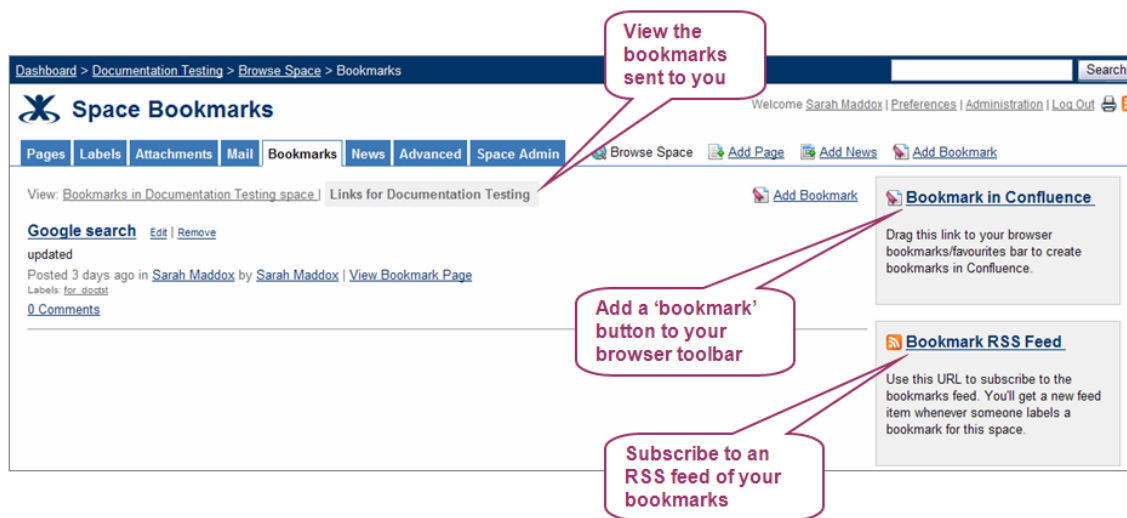 View the
bookmarks
sent to you
Dashboard > Documentation Testing > Browse Space > Bookmarks
Search
Space Bookmarks
Welcome Sarah Maddox | Preferences | Administration | Log Out
Pages Labels Attachments Mail Bookmarks News Advanced Space Admin
Browse Space Add Page Add News Add Bookmark
View: Bookmarks in Documentation Testing space | Links for Documentation Testing
Add Bookmark
Google search Edit | Remove
updated
Posted 3 days ago in Sarah Maddox by Sarah Maddox | View Bookmark Page
Labels: for_doctst
0 Comments
Bookmark in Confluence
Drag this link to your browser
bookmarks/favourites bar to create
bookmarks in Confluence.
Add a ‘bookmark’
button to your
browser toolbar
Bookmark RSS Feed
Use this URL to subscribe to the
bookmarks feed. You'll get a new feed
item whenever someone labels a
bookmark for this space.
Subscribe to an
RSS feed of your
bookmarks